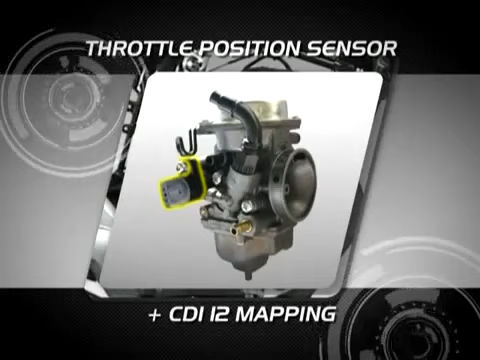 THROTTLE POSITION SENSOR
+ CDI 12 MAPPING